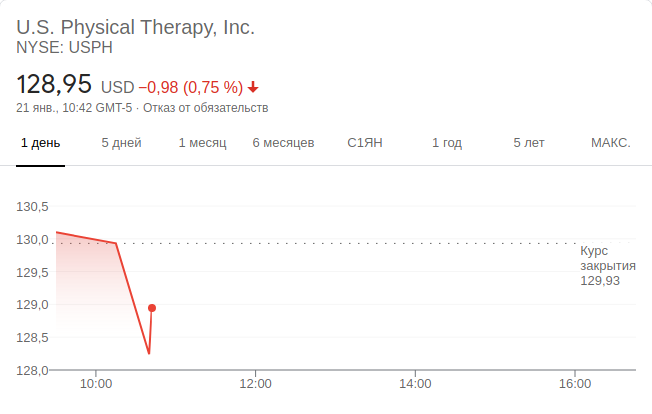 U.S. Physical Therapy, Inc.
NYSE: USPH
128,95 USD −0,98 (0,75 %)
21 янв., 10:42 GMT-5 · Отказ от обязательств
1 день 5 дней 1 месяц 6 месяцев С1ЯН 1 год 5 лет МАКС.
130,5
130,0
129,5
129,0
128,5
128,0
Курс
закрытия
129,93
10:00 12:00 14:00 16:00